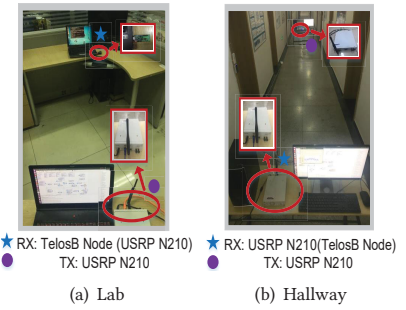 RX: TelosB Node (USRP N210)
TX: USRP N210
(a) Lab
RX: USRP N210(TelosB Node)
TX: USRP N210
(b) Hallway